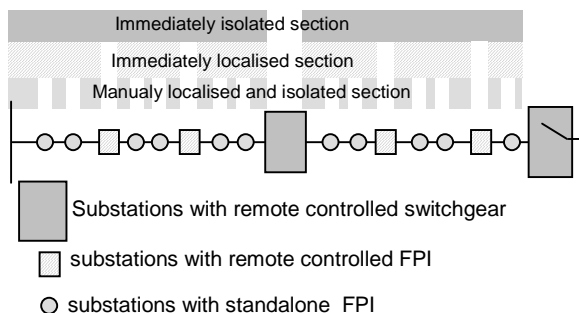 Immediately isolated section
Immediately localised section
Manualy localised and isolated section
Substations with remote controlled switchgear
substations with remote controlled FPI
substations with standalone FPI